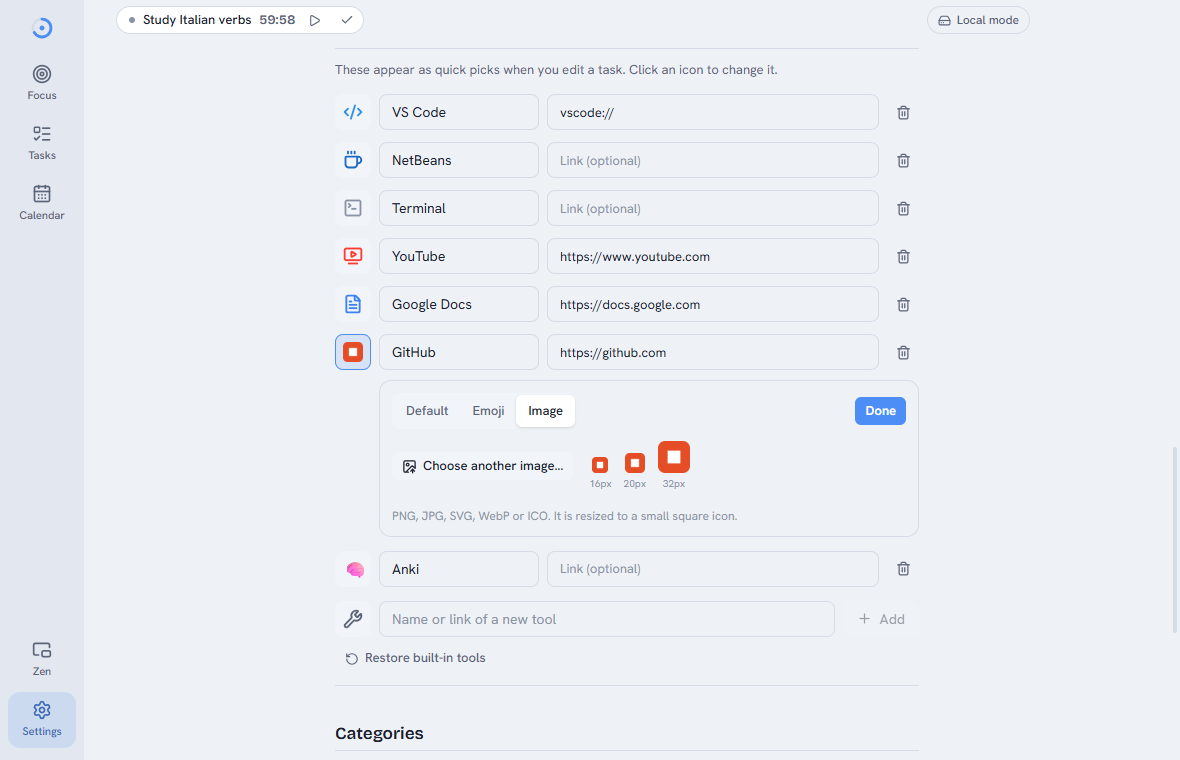 Study Italian verbs 59:58
Local mode
Focus
Tasks
Calendar
Zen
Settings
These appear as quick picks when you edit a task. Click an icon to change it.
VS Code vscode://
NetBeans Link (optional)
Terminal Link (optional)
YouTube https://www.youtube.com
Google Docs https://docs.google.com
GitHub https://github.com
Default Emoji Image Done
Choose another image...
16px 20px 32px
PNG, JPG, SVG, WebP or ICO. It is resized to a small square icon.
Anki Link (optional)
Name or link of a new tool + Add
Restore built-in tools
Categories